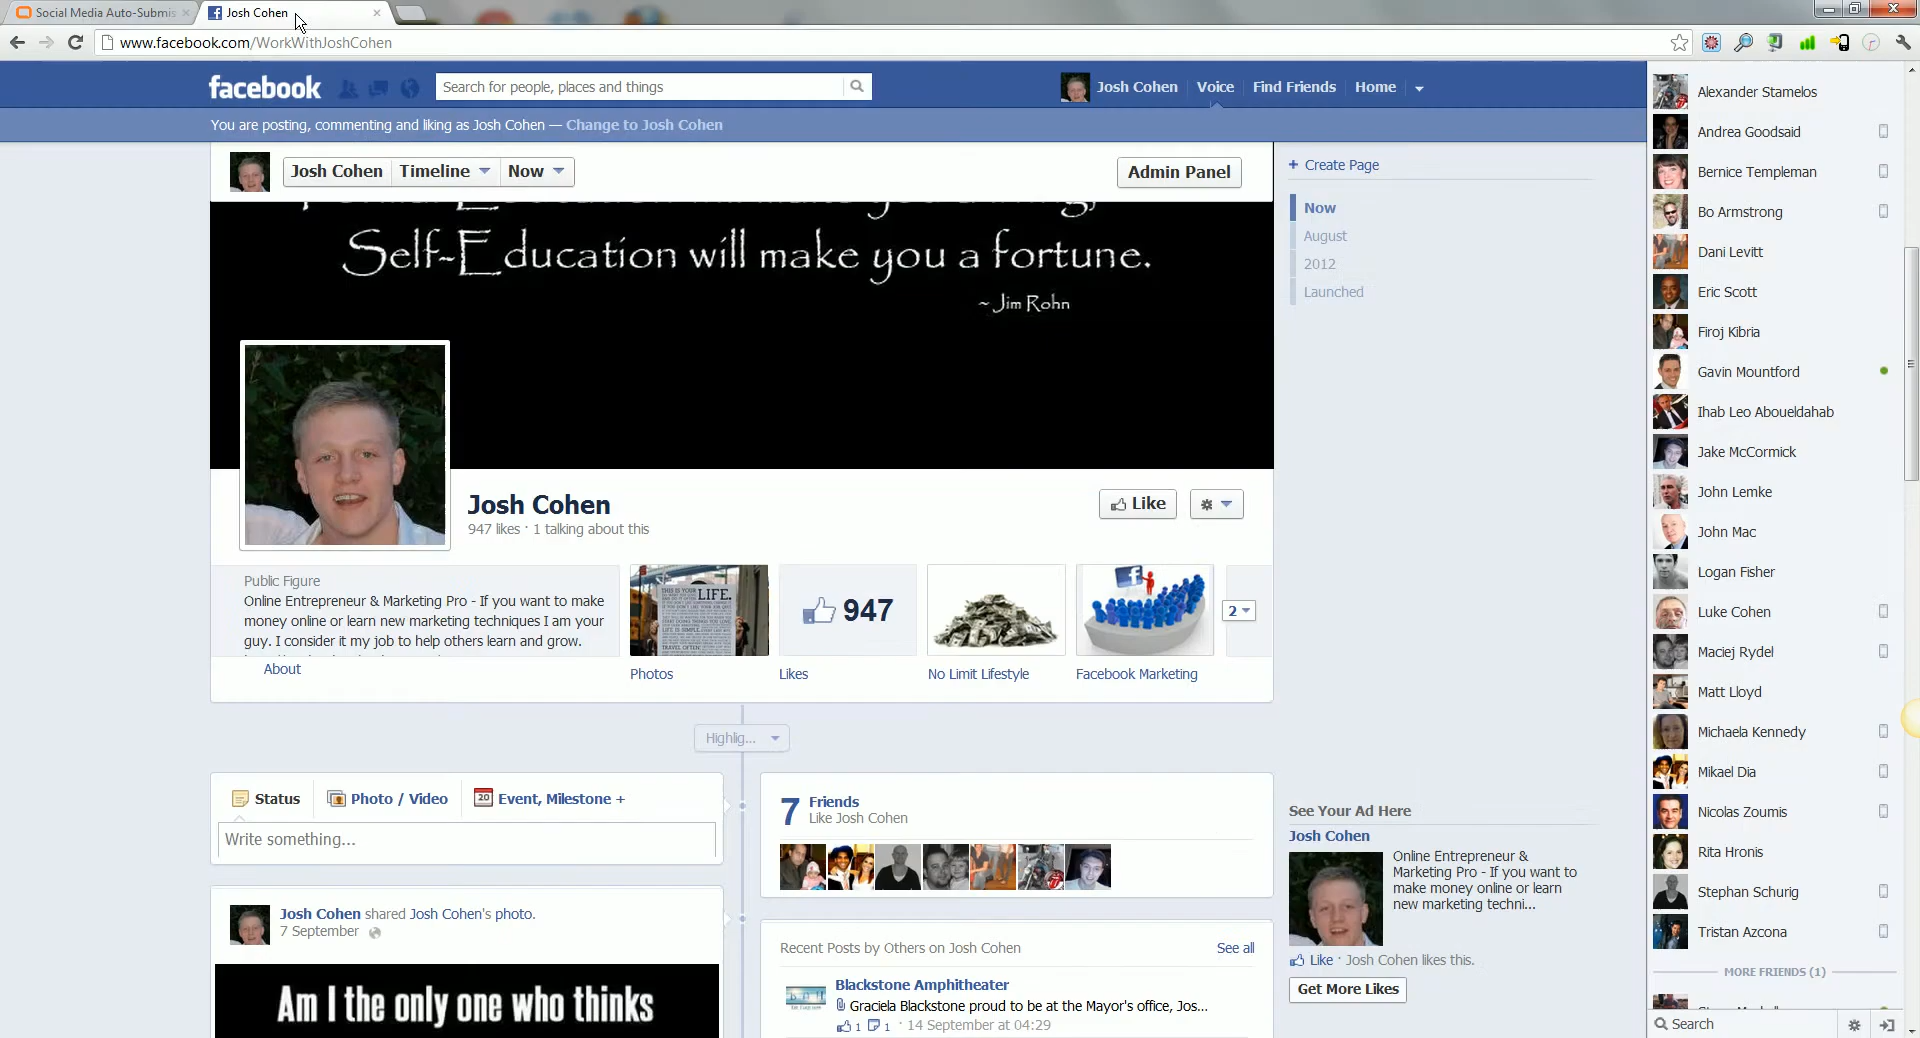 Social Media Auto-Submis
Josh Cohen
www.facebook.com/WorkWithJoshCohen
facebook
Search for people, places and things
Josh Cohen
Voice
Find Friends
Home
You are posting, commenting and liking as Josh Cohen — Change to Josh Cohen
Josh Cohen
Timeline
Now
Admin Panel
Self-Education will make you a fortune.
~ Jim Rohn
Josh Cohen
947 likes · 1 talking about this
Like
Public Figure
Online Entrepreneur & Marketing Pro - If you want to
make money online or learn new marketing techniques I am your
guy. I consider it my job to help others learn and grow.
About
LIFE.
Photos
947
Likes
No Limit Lifestyle
Facebook Marketing
2
Highlig...
Status
Photo / Video
20
Event, Milestone +
Write something...
Josh Cohen shared Josh Cohen's photo.
7 September
Am I the only one who thinks
7 Friends
Like Josh Cohen
Recent Posts by Others on Josh Cohen
See all
Blackstone Amphitheater
Graciela Blackstone proud to be at the Mayor's office, Jos...
1 1 · 14 September at 04:29
+ Create Page
Now
August
2012
Launched
See Your Ad Here
Josh Cohen
Online Entrepreneur &
Marketing Pro - If you want to
make money online or learn
new marketing techni...
Like · Josh Cohen likes this.
Get More Likes
Alexander Stamelos
Andrea Goodsaid
Bernice Templeman
Bo Armstrong
Dani Levitt
Eric Scott
Firoj Kibria
Gavin Mountford
Ihab Leo Aboueldahab
Jake McCormick
John Lemke
John Mac
Logan Fisher
Luke Cohen
Maciej Rydel
Matt Lloyd
Michaela Kennedy
Mikael Dia
Nicolas Zoumis
Rita Hronis
Stephan Schurig
Tristan Azcona
MORE FRIENDS (1)
Search